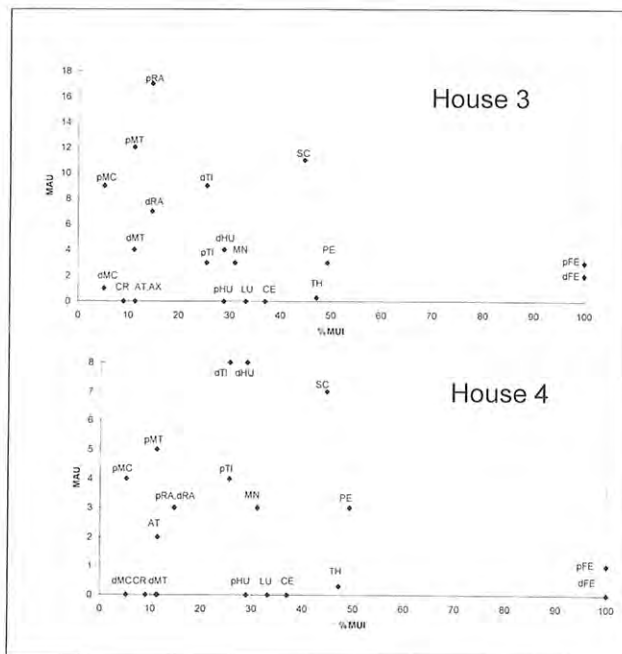 House 3
MAU
18
pRA
16
14
pMT
12
SC
10
pMC dTI
8
dRA
6
dMT dHU
4
pTI MN PE pFE
2
dMC dFE
CR AT,AX pHU LU CE TH
0
0 10 20 30 40 50 60 70 80 90 100
%MUI
House 4
MAU
8
dTI dHU
7
SC
6
5
pMT
4
pMC pTI
3
pRA,dRA MN PE
2
AT
1
pFE
dMC CR dMT pHU LU CE TH dFE
0
0 10 20 30 40 50 60 70 80 90 100
%MUI